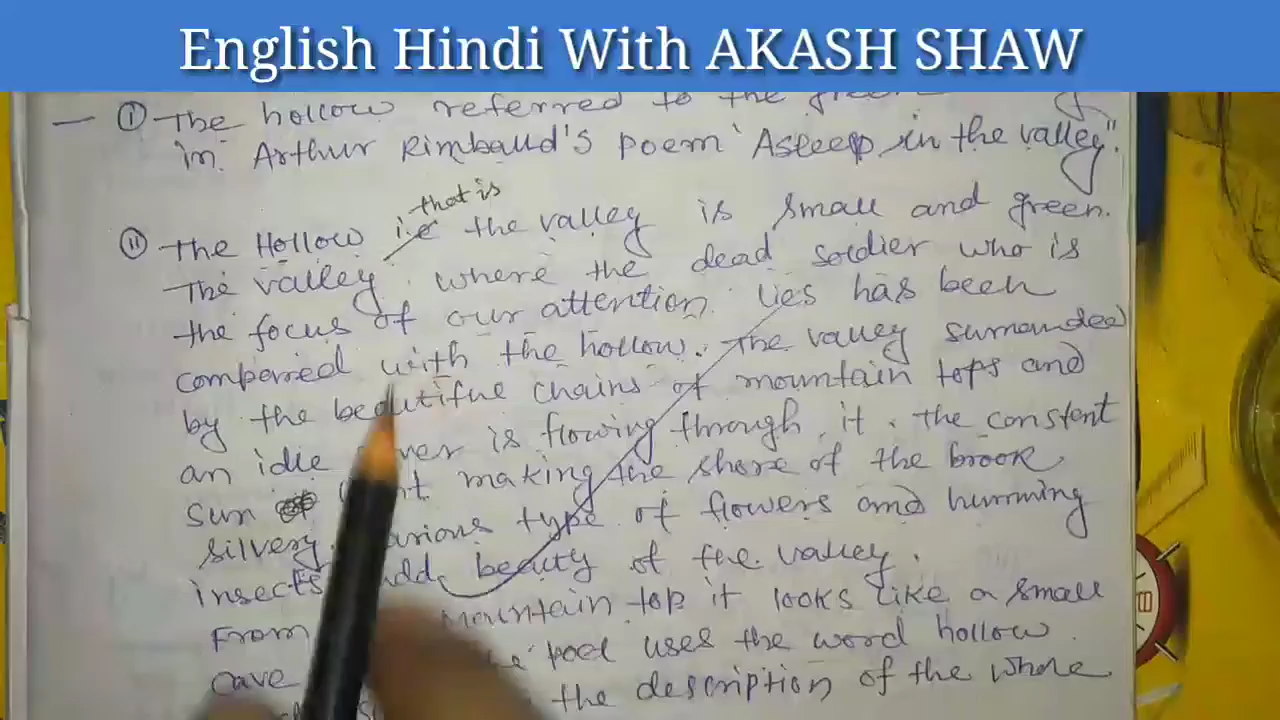 English Hindi With AKASH SHAW
— ① The hollow referred to the green
in Arthur Rimbaud's poem 'Asleep in the valley".
that is
② The Hollow i.e the valley is small and green.
The valley where the dead soldier who is
the focus of our attention lies has been
compared with the hollow. The valley surrounded
by the beautiful chains of mountain tops and
an idle is flowing through it. The constant
sun making the shore of the brook
silvery. type of flowers and humming
insects add beauty of the valley.
From mountain top it looks like a small
cave poet uses the word hollow
the description of the whole